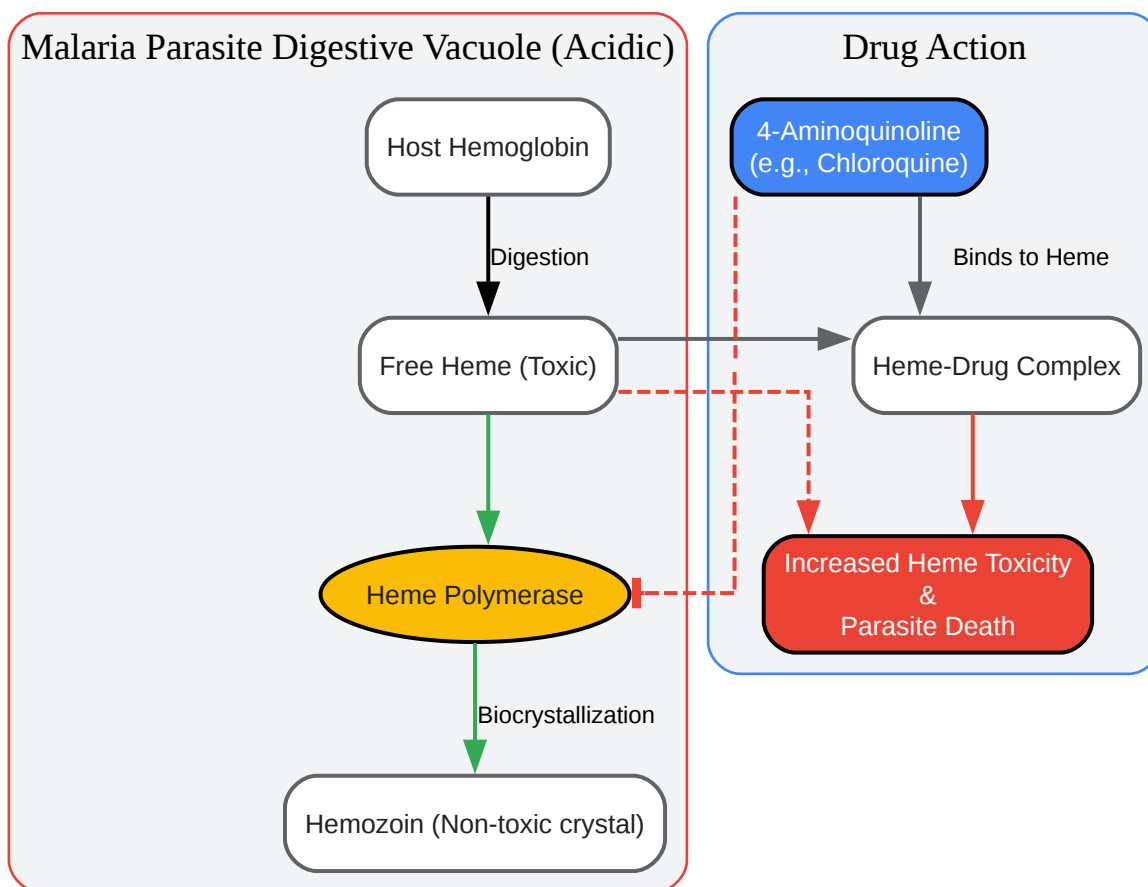 Malaria Parasite Digestive Vacuole (Acidic)
Host Hemoglobin
Digestion
Free Heme (Toxic)
Heme Polymerase
Biocrystallization
Hemozoin (Non-toxic crystal)
Drug Action
4-Aminoquinoline
(e.g., Chloroquine)
Binds to Heme
Heme-Drug Complex
Increased Heme Toxicity
&
Parasite Death